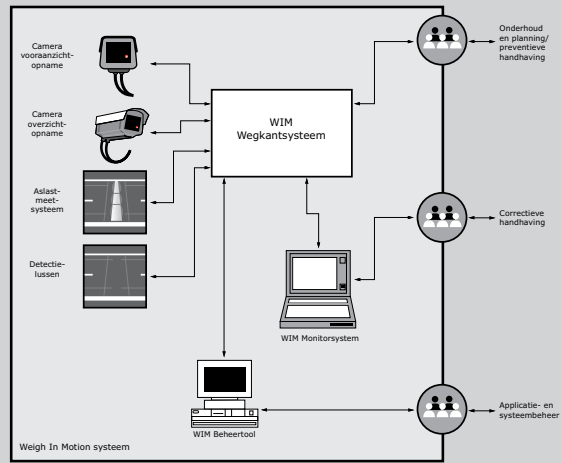 Camera
vooraanzicht-
opname
Camera
overzicht-
opname
Aslast-
meet-
systeem
Detectie-
lussen
WIM
Wegkantsysteem
WIM Monitorsystem
WIM Beheertool
Weigh In Motion systeem
Onderhoud
en planning/
preventieve
handhaving
Correctieve
handhaving
Applicatie- en
systeembeheer